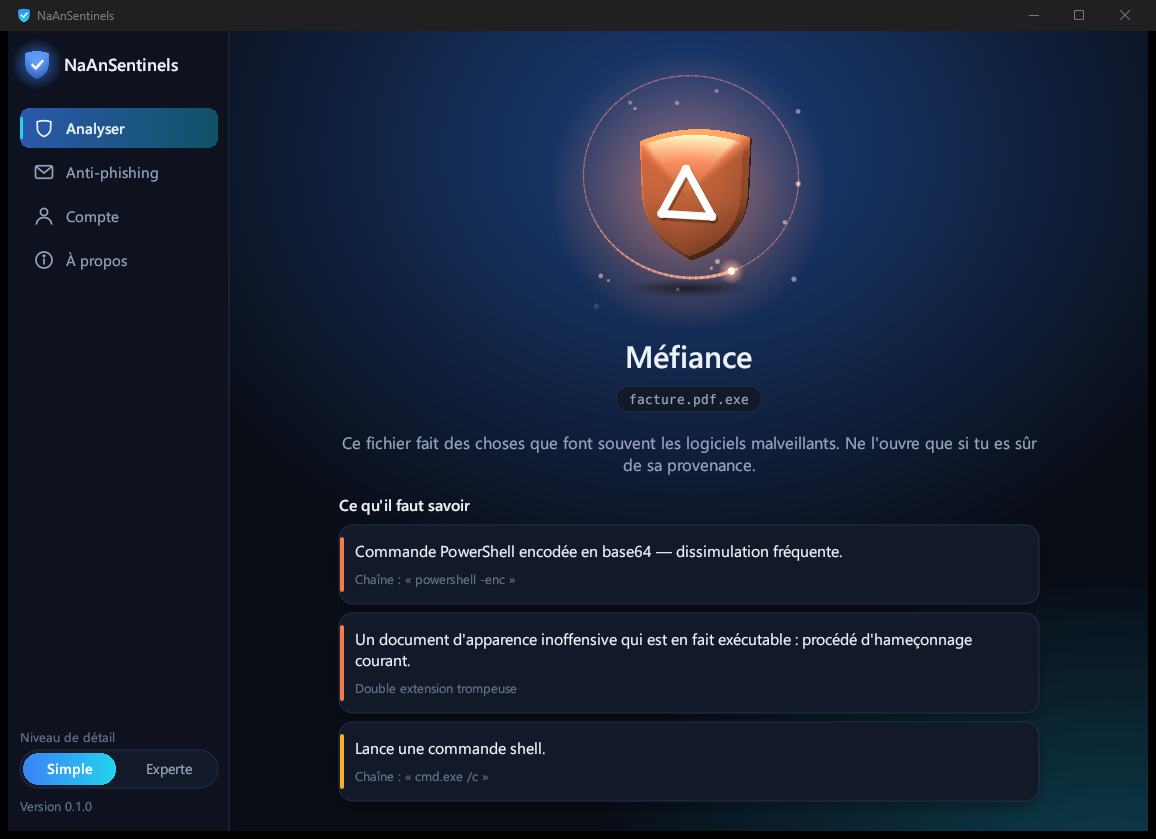 NaAnSentinels
NaAnSentinels
Analyser
Anti-phishing
Compte
À propos
Niveau de détail
Simple
Experte
Version 0.1.0
Méfiance
facture.pdf.exe
Ce fichier fait des choses que font souvent les logiciels malveillants. Ne l'ouvre que si tu es sûr
de sa provenance.
Ce qu'il faut savoir
Commande PowerShell encodée en base64 — dissimulation fréquente.
Chaîne : « powershell -enc »
Un document d'apparence inoffensive qui est en fait exécutable : procédé d'hameçonnage
courant.
Double extension trompeuse
Lance une commande shell.
Chaîne : « cmd.exe /c »